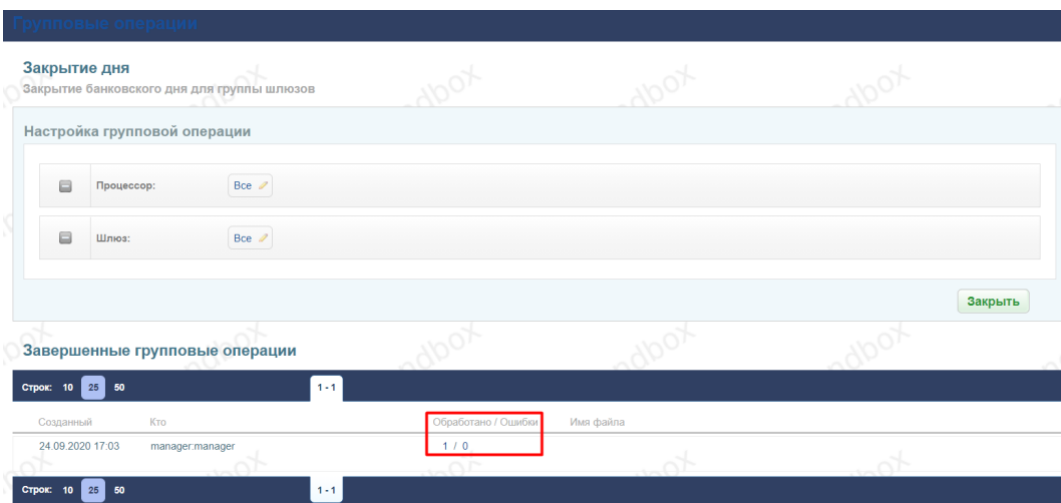 Групповые операции
Закрытие дня
Закрытие банковского дня для группы шлюзов
Настройка групповой операции
Процессор: Все
Шлюз: Все
Закрыть
Завершенные групповые операции
Строк: 10 25 50 1 - 1
Созданный Кто Обработано / Ошибки Имя файла
24.09.2020 17:03 manager:manager 1 / 0
Строк: 10 25 50 1 - 1